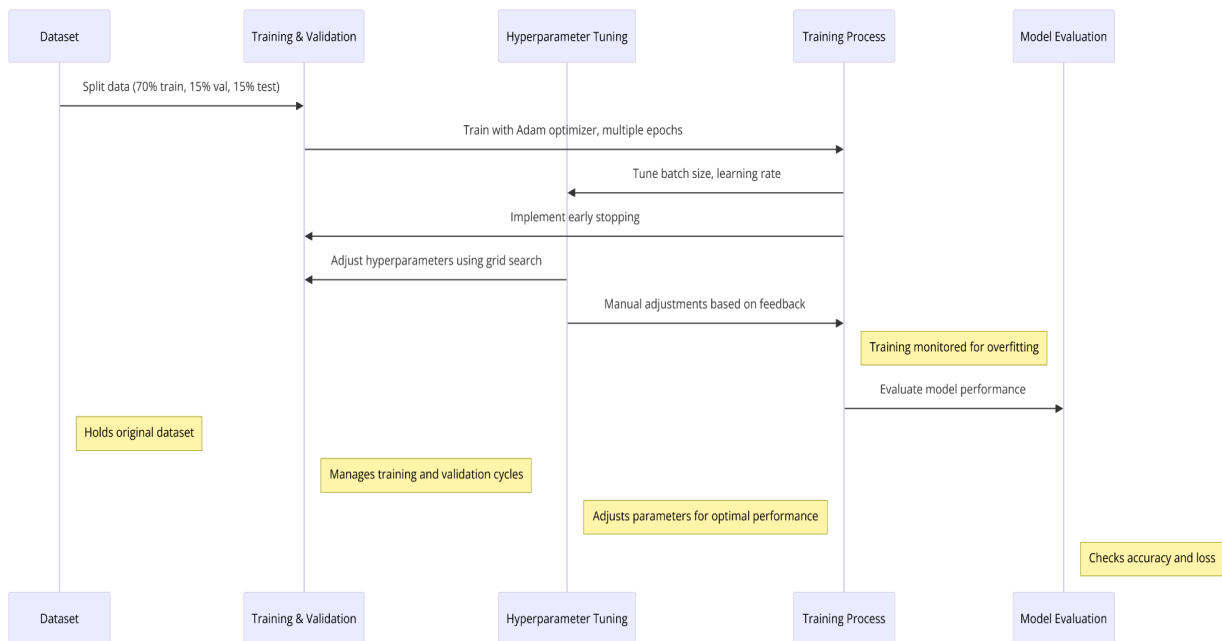 Dataset
Training & Validation
Hyperparameter Tuning
Training Process
Model Evaluation
Split data (70% train, 15% val, 15% test)
Train with Adam optimizer, multiple epochs
Tune batch size, learning rate
Implement early stopping
Adjust hyperparameters using grid search
Manual adjustments based on feedback
Training monitored for overfitting
Evaluate model performance
Holds original dataset
Manages training and validation cycles
Adjusts parameters for optimal performance
Checks accuracy and loss
Dataset
Training & Validation
Hyperparameter Tuning
Training Process
Model Evaluation